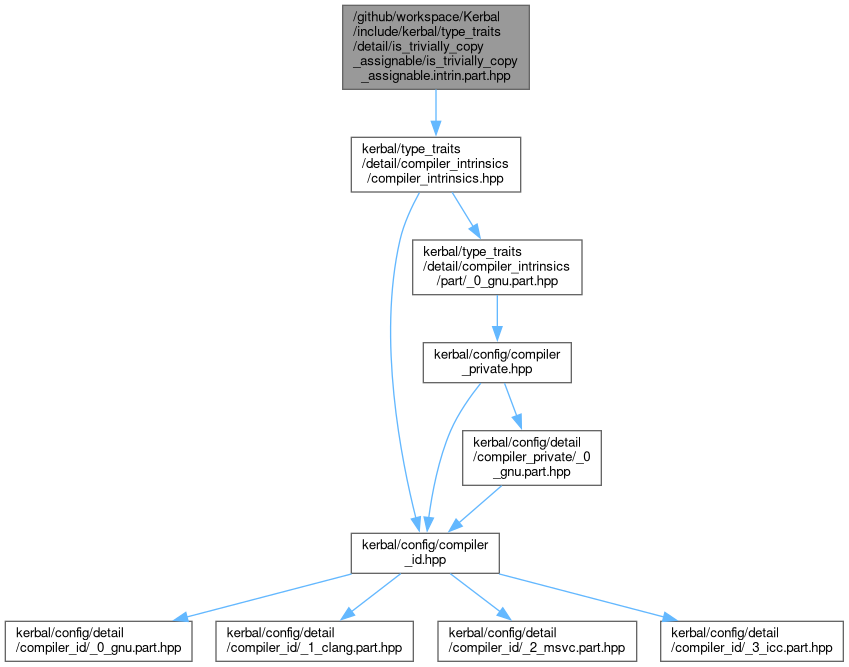 /github/workspace/Kerbal
/include/kerbal/type_traits
/detail/is_trivially_copy
_assignable/is_trivially_copy
_assignable.intrin.part.hpp
kerbal/type_traits
/detail/compiler_intrinsics
/compiler_intrinsics.hpp
kerbal/type_traits
/detail/compiler_intrinsics
/part/_0_gnu.part.hpp
kerbal/config/compiler
_private.hpp
kerbal/config/detail
/compiler_private/_0
_gnu.part.hpp
kerbal/config/compiler
_id.hpp
kerbal/config/detail
/compiler_id/_0_gnu.part.hpp
kerbal/config/detail
/compiler_id/_1_clang.part.hpp
kerbal/config/detail
/compiler_id/_2_msvc.part.hpp
kerbal/config/detail
/compiler_id/_3_icc.part.hpp